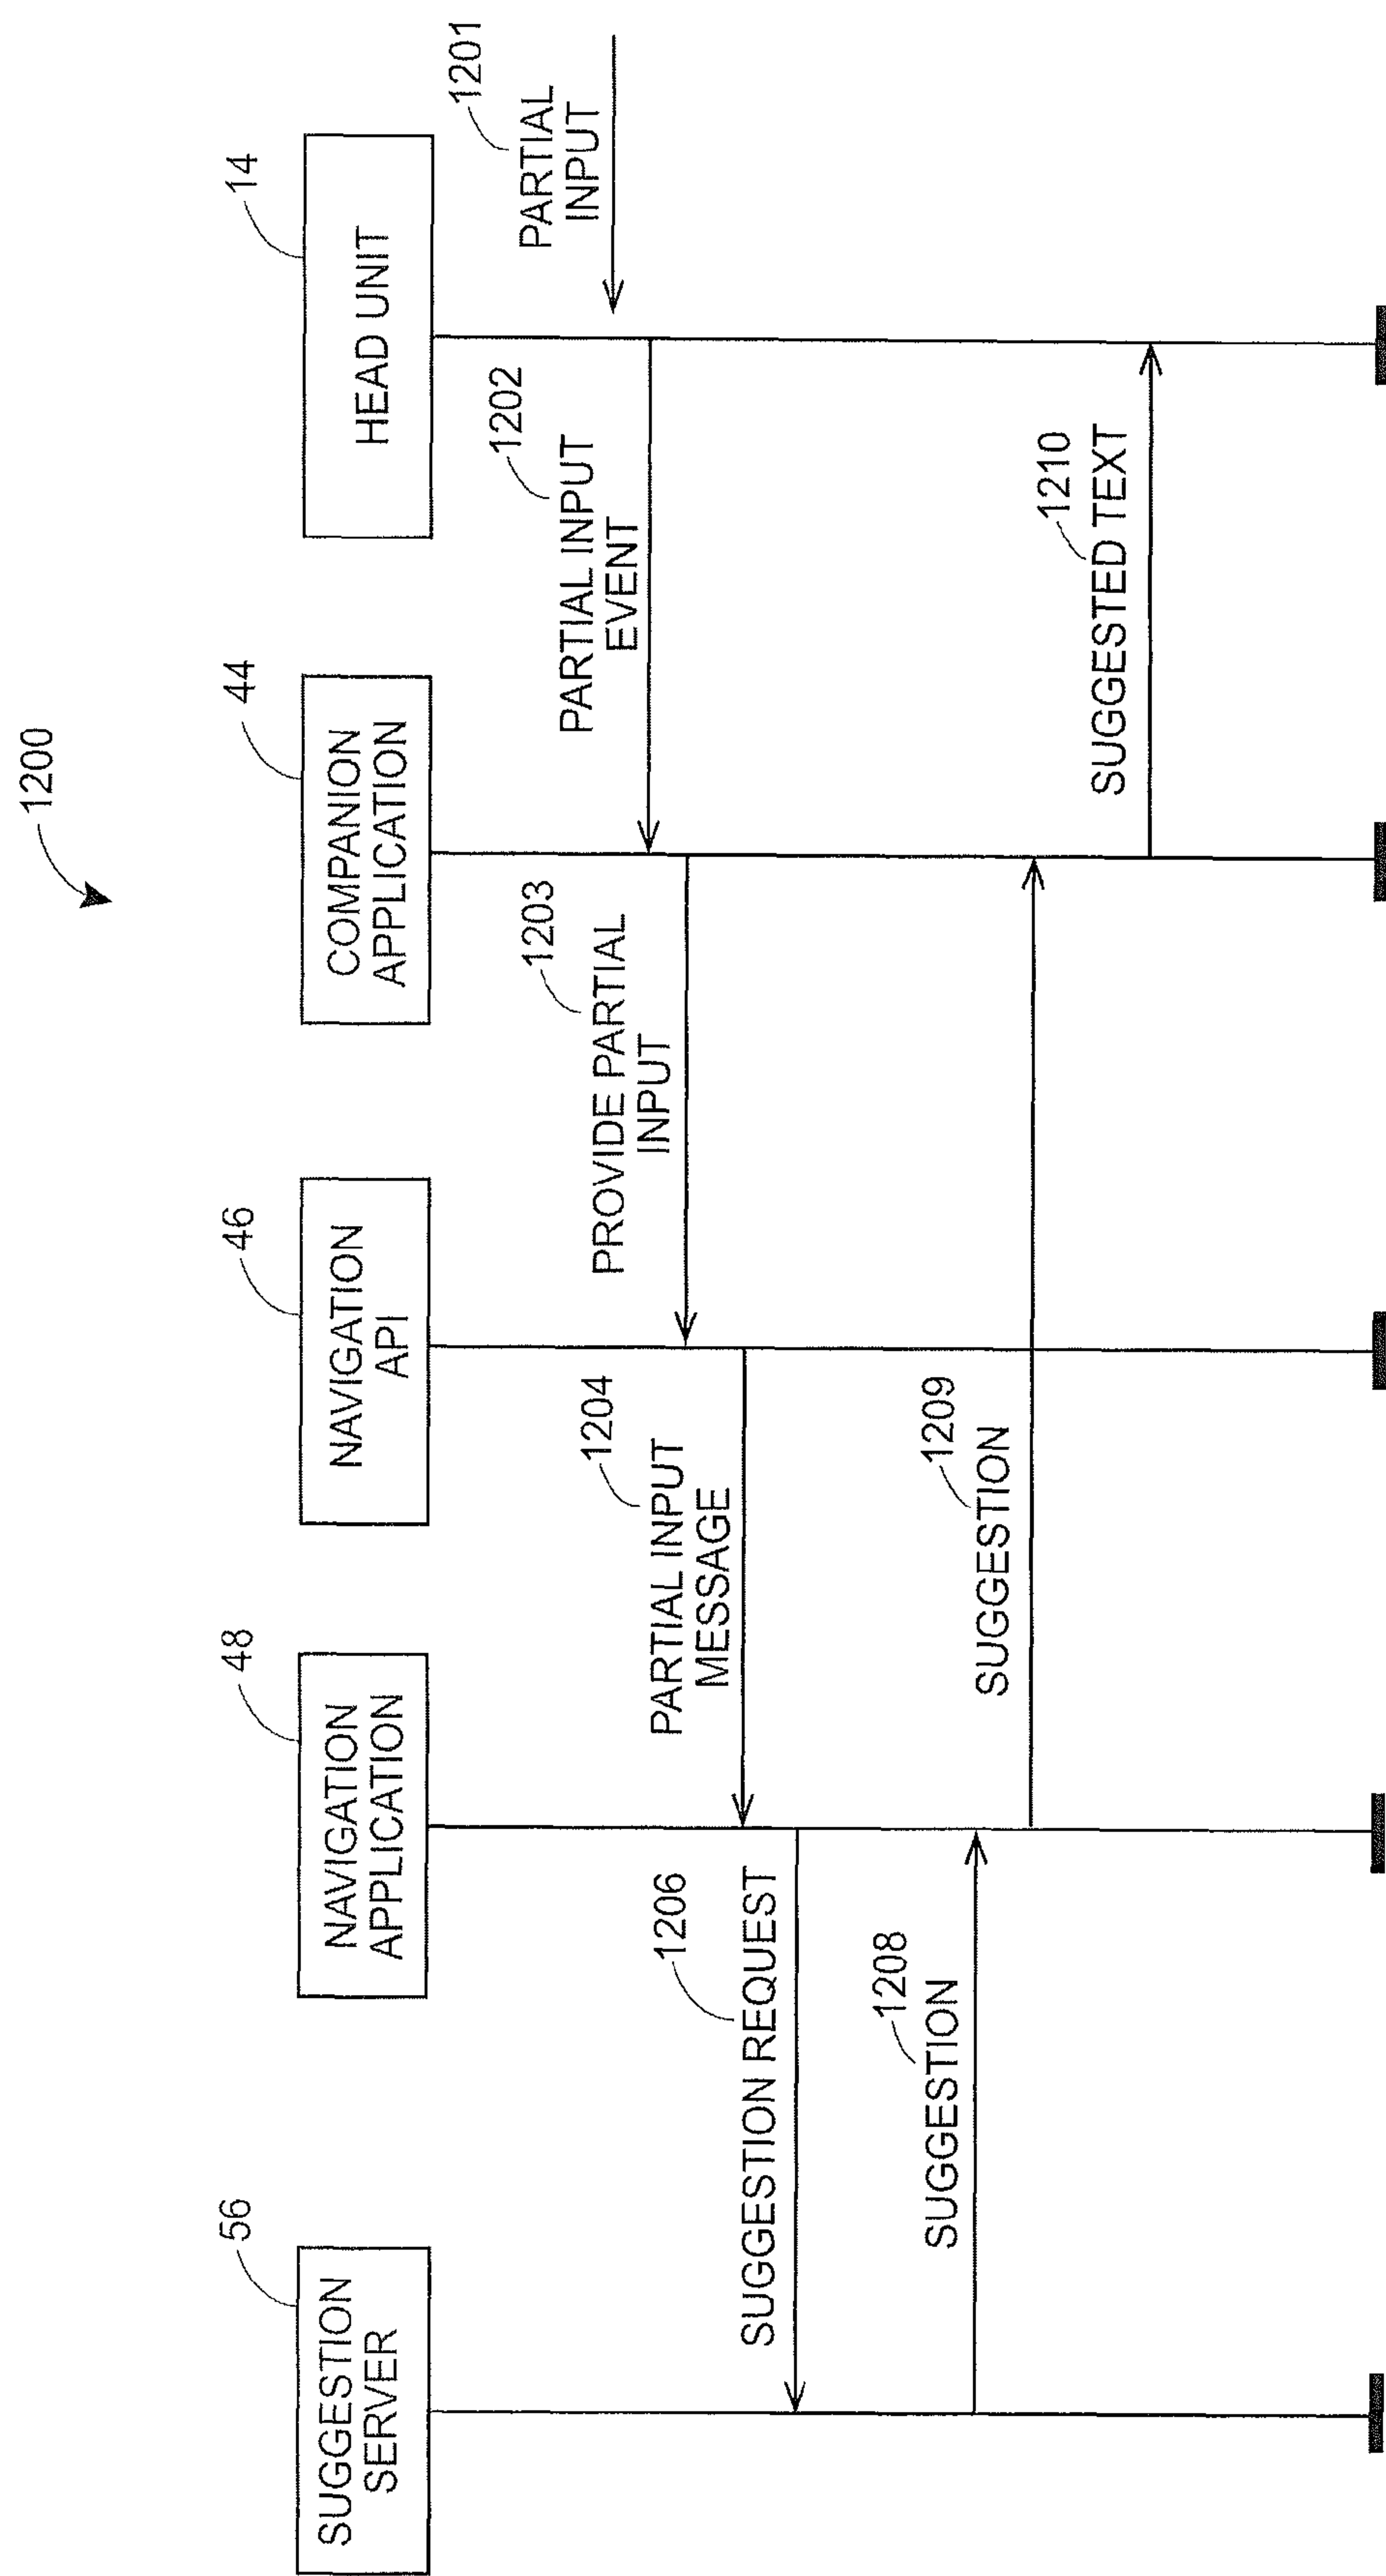 1200
56
SUGGESTION
SERVER
48
NAVIGATION
APPLICATION
46
NAVIGATION
API
44
COMPANION
APPLICATION
14
HEAD UNIT
1201
PARTIAL
INPUT
1202
PARTIAL INPUT
EVENT
1203
PROVIDE PARTIAL
INPUT
1204
PARTIAL INPUT
MESSAGE
1206
SUGGESTION REQUEST
1208
SUGGESTION
1209
SUGGESTION
1210
SUGGESTED TEXT